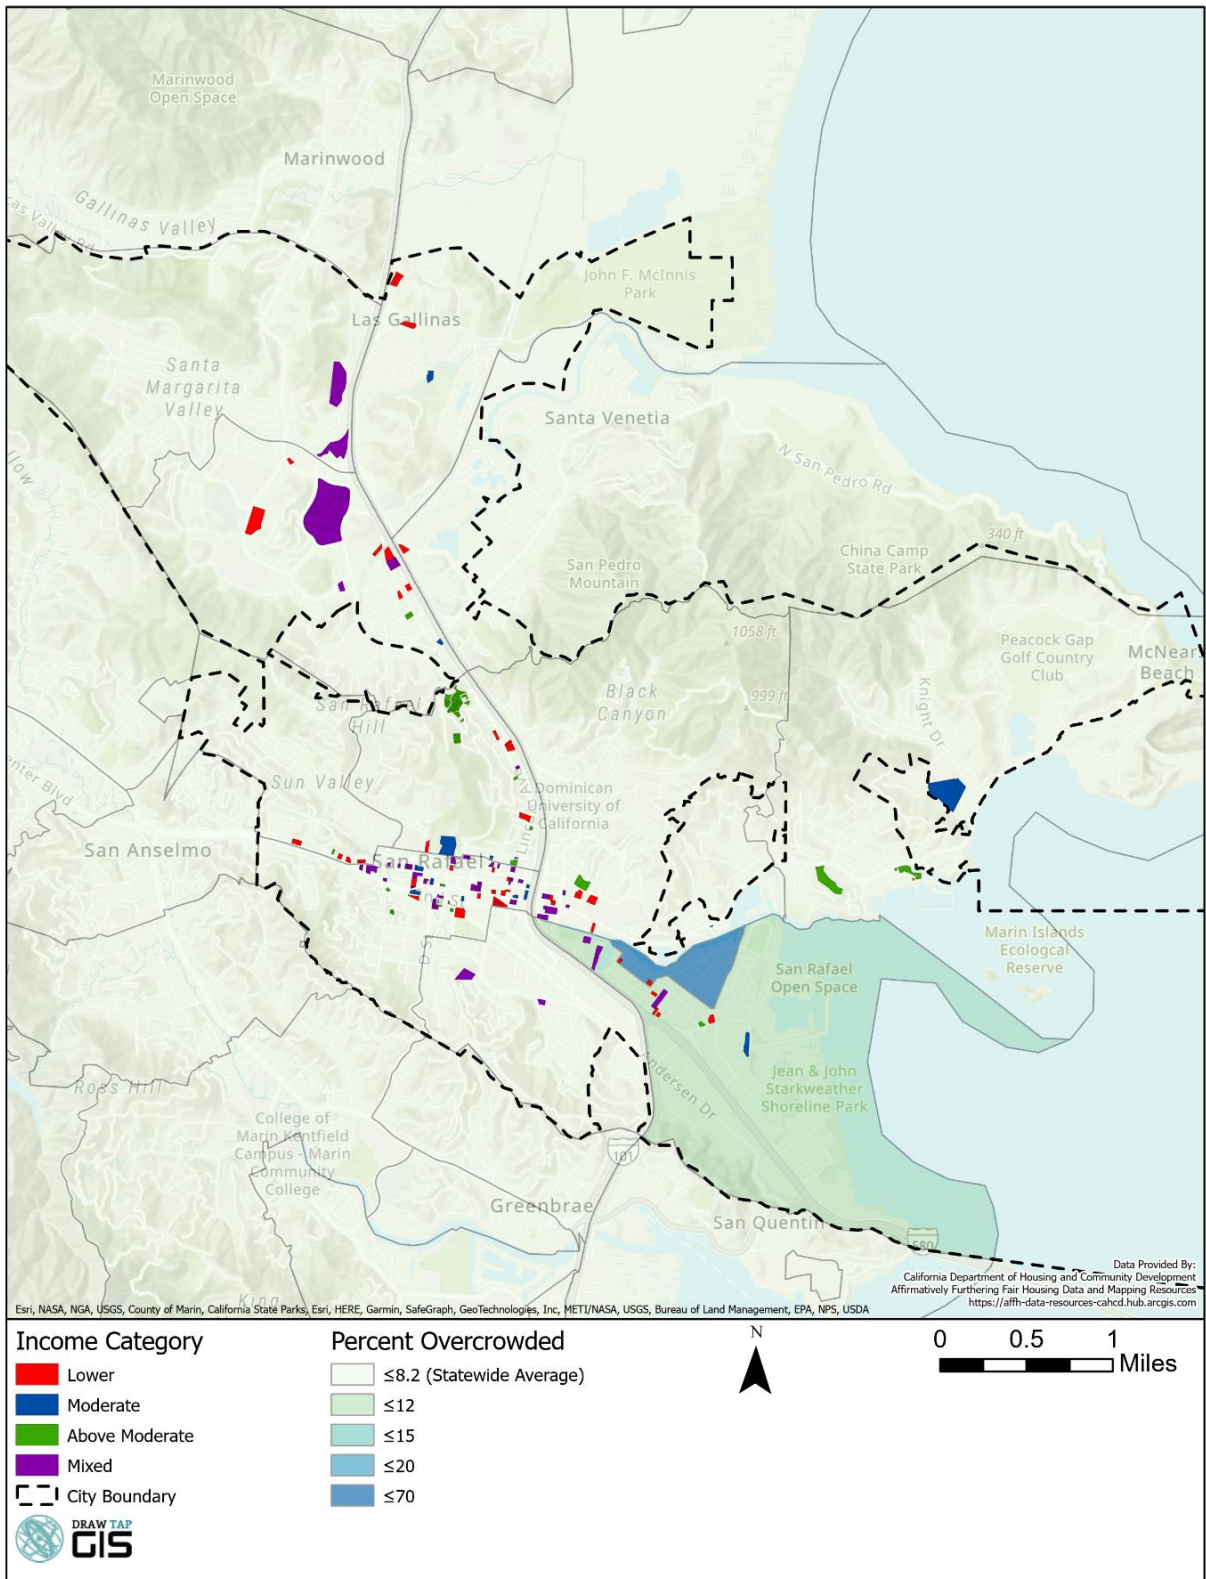 Marinwood
Open Space
Marinwood
Gallinas Valley
John F. McInnis
Park
Las Gallinas
Santa
Margarita
Valley
Santa Venetia
N San Pedro Rd
340 ft
China Camp
State Park
San Pedro
Mountain
1058 ft
Peacock Gap
Golf Country
Club
McNears
Beach
Black
Canyon
999 ft
Knight Dr
San Rafael
Hill
Sun Valley
Dominican
University of
California
San Anselmo
San Rafael
Marin Islands
Ecologcal
Reserve
San Rafael
Open Space
Andersen Dr
Jean & John
Starkweather
Shoreline Park
Ross Hill
College of
Marin Kentfield
Campus - Marin
Community
College
101
Greenbrae
San Quentin
580
King
Data Provided By:
California Department of Housing and Community Development
Affirmatively Furthering Fair Housing Data and Mapping Resources
https://affh-data-resources-cahcd.hub.arcgis.com
Esri, NASA, NGA, USGS, County of Marin, California State Parks, Esri, HERE, Garmin, SafeGraph, GeoTechnologies, Inc, METI/NASA, USGS, Bureau of Land Management, EPA, NPS, USDA
Income Category
Lower
Moderate
Above Moderate
Mixed
City Boundary
Percent Overcrowded
≤8.2 (Statewide Average)
≤12
≤15
≤20
≤70
N
0 0.5 1
Miles
DRAW TAP
GIS